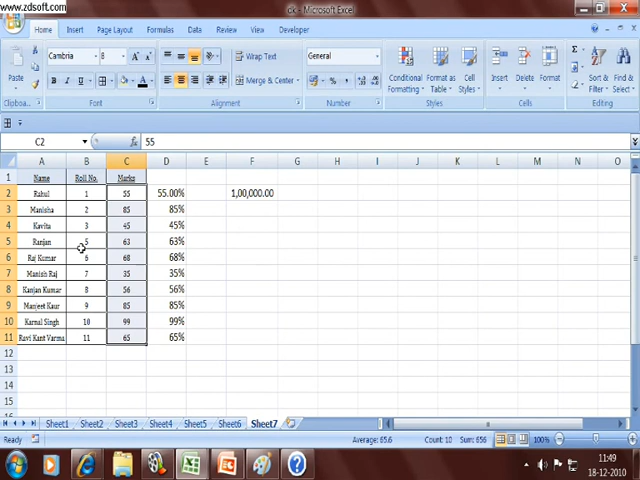 www.zdsoft.com
ck - Microsoft Excel
Home Page Layout Formulas Data Review View Developer
Paste
Cambria
B I U
Wrap Text
Merge & Center
General
Conditional Formatting
Format as Table
Cell Styles
Insert
Delete
Format
Sort & Filter
Find & Select
Clipboard Font Alignment Number Styles Cells Editing
C2 fx 55
A B C D E F G H I J K L M N O
1 Name Roll No. Marks
2 Rahul 1 55 55.00% 1,00,000.00
3 Manisha 2 85 85%
4 Kavita 3 45 45%
5 Ranjan 5 63 63%
6 Raj Kumar 6 68 68%
7 Manish Raj 7 35 35%
8 Kanjan Kumar 8 56 56%
9 Manjeet Kaur 9 85 85%
10 Karnal Singh 10 99 99%
11 Ravi Kant Varma 11 65 65%
12
13
14
15
16
Sheet1 Sheet2 Sheet3 Sheet4 Sheet5 Sheet6 Sheet7
Ready Average: 65.6 Count: 10 Sum: 656 100%
11:49
18-12-2010